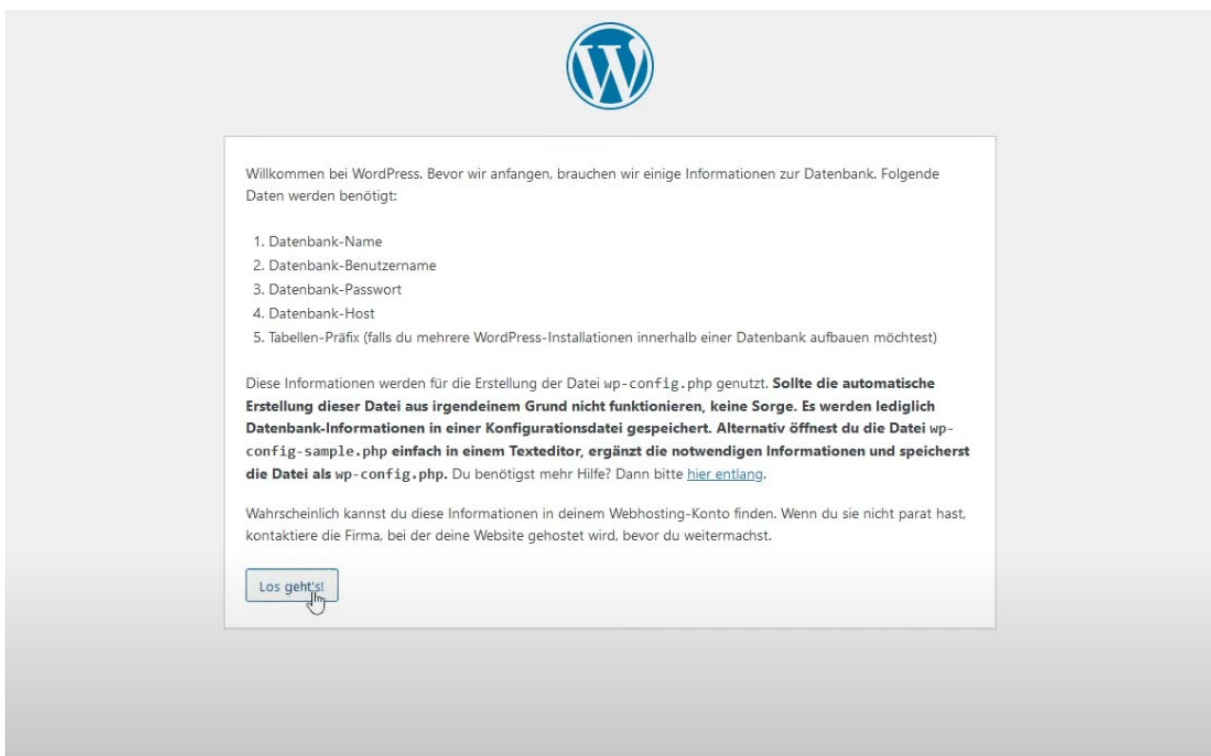 Willkommen bei WordPress. Bevor wir anfangen, brauchen wir einige Informationen zur Datenbank. Folgende
Daten werden benötigt:
1. Datenbank-Name
2. Datenbank-Benutzername
3. Datenbank-Passwort
4. Datenbank-Host
5. Tabellen-Präfix (falls du mehrere WordPress-Installationen innerhalb einer Datenbank aufbauen möchtest)
Diese Informationen werden für die Erstellung der Datei wp-config.php genutzt. Sollte die automatische
Erstellung dieser Datei aus irgendeinem Grund nicht funktionieren, keine Sorge. Es werden lediglich
Datenbank-Informationen in einer Konfigurationsdatei gespeichert. Alternativ öffnest du die Datei wp-
config-sample.php einfach in einem Texteditor, ergänzt die notwendigen Informationen und speicherst
die Datei als wp-config.php. Du benötigst mehr Hilfe? Dann bitte hier entlang.
Wahrscheinlich kannst du diese Informationen in deinem Webhosting-Konto finden. Wenn du sie nicht parat hast,
kontaktiere die Firma, bei der deine Website gehostet wird, bevor du weitermachst.
Los geht's!